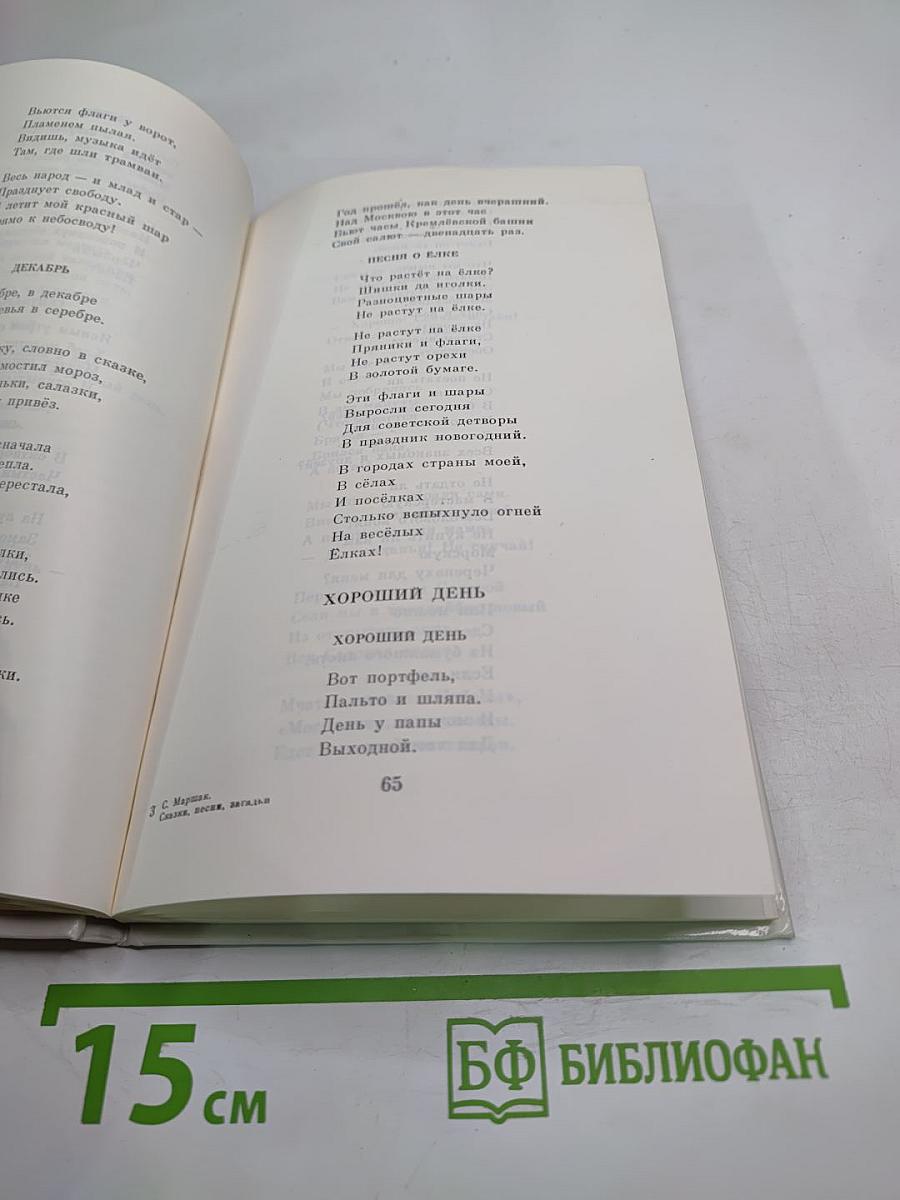 Вьются флаги у ворот,
Пламенем пылая.
Видишь, музыка идёт
Там, где шли трамваи.
Весь народ — и млад и стар —
Празднует свободу.
летит мой красный шар
к небосводу!
ДЕКАБРЬ
в декабре
в серебре.
словно в сказке,
мороз,
салазки,
привёз.
сначала
.
перестала,
Год прошёл, как день вчерашний.
Над Москвою в этот час
Бьют часы Кремлёвской башни
Свой салют — двенадцать раз.
ПЕСНЯ О ЁЛКЕ
Что растёт на ёлке?
Шишки да иголки.
Разноцветные шары
Не растут на ёлке.
Не растут на ёлке
Пряники и флаги,
Не растут орехи
В золотой бумаге.
Эти флаги и шары
Выросли сегодня
Для советской детворы
В праздник новогодний.
В городах страны моей,
В сёлах
И посёлках
Столько вспыхнуло огней
На весёлых
Ёлках!
ХОРОШИЙ ДЕНЬ
ХОРОШИЙ ДЕНЬ
Вот портфель,
Пальто и шляпа.
День у папы
Выходной.
65
3 С. Маршак.
Сказки, песни, загадки
15 см
БФ БИБЛИОФАН